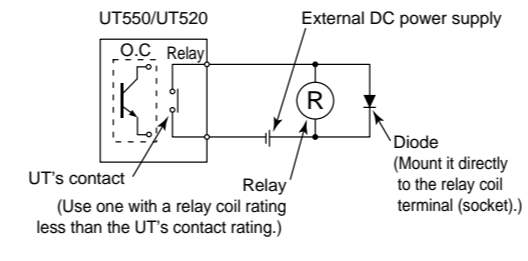 UT550/UT520
External DC power supply
O.C
Relay
R
Diode
(Mount it directly
to the relay coil
terminal (socket).)
UT's contact
Relay
(Use one with a relay coil rating
less than the UT's contact rating.)